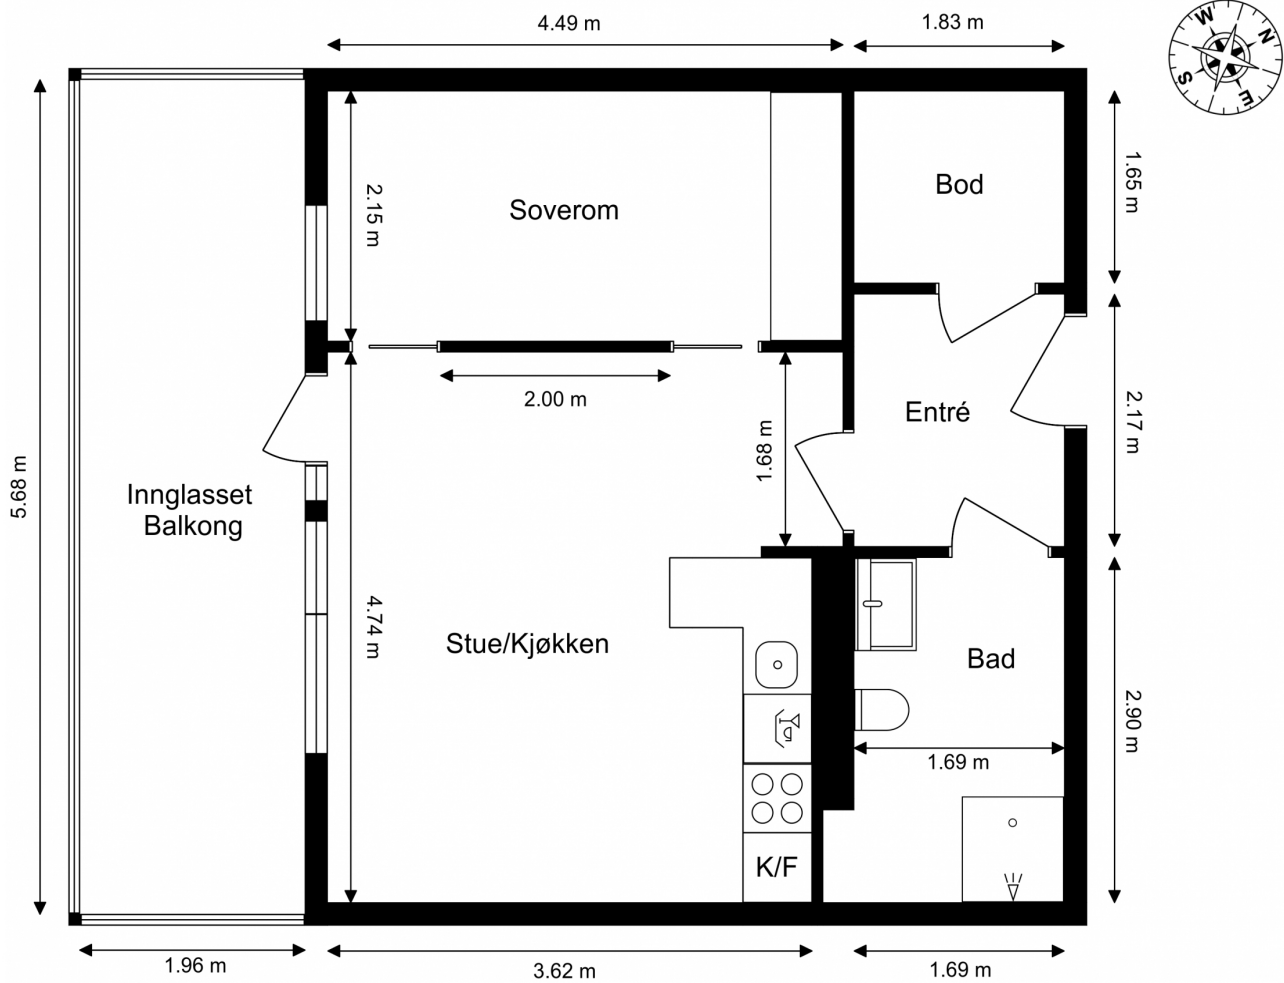 4.49 m
1.83 m
W
N
S
E
2.15 m
Soverom
Bod
1.65 m
2.00 m
Entré
2.17 m
1.68 m
5.698 m
Innglasset
Balkong
4.74 m
Stue/Kjøkken
Bad
2.90 m
1.69 m
K/F
1.96 m
3.62 m
1.69 m